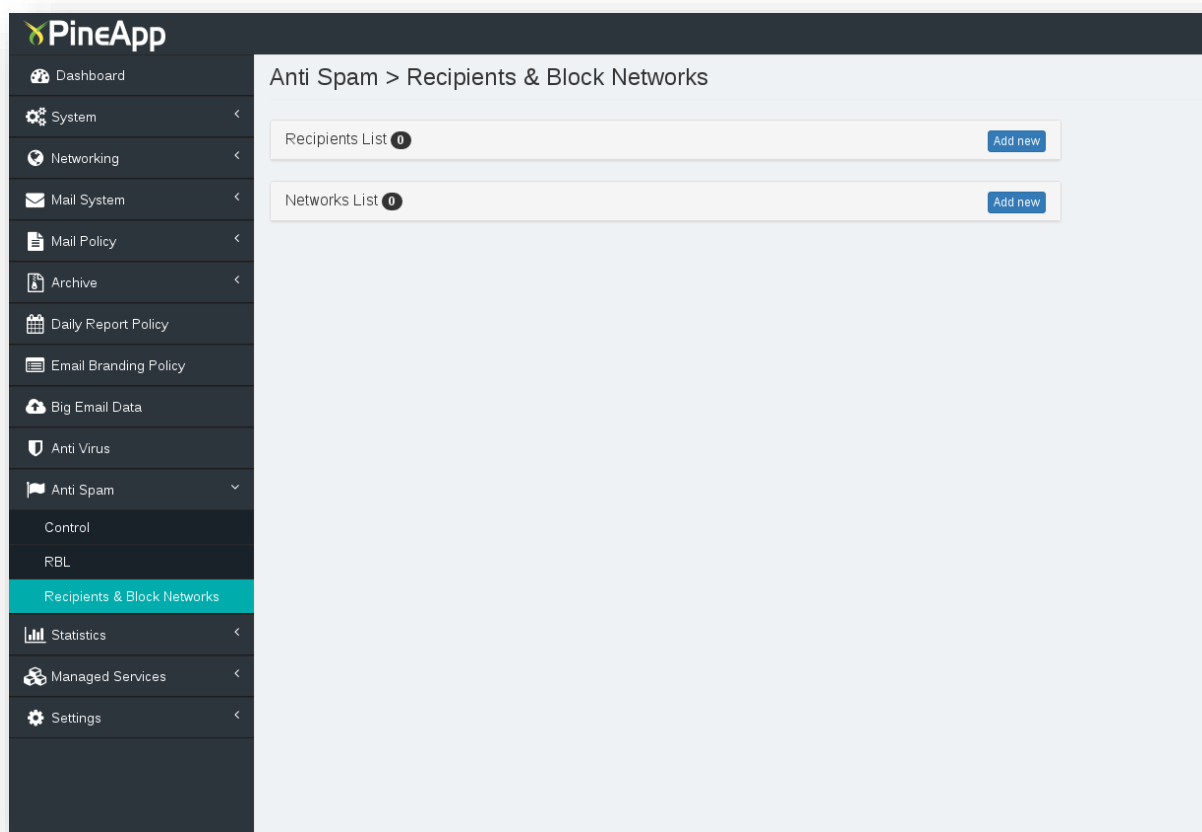 PineApp
Dashboard
Anti Spam > Recipients & Block Networks
System
Recipients List 0
Add new
Networking
Mail System
Networks List 0
Add new
Mail Policy
Archive
Daily Report Policy
Email Branding Policy
Big Email Data
Anti Virus
Anti Spam
Control
RBL
Recipients & Block Networks
Statistics
Managed Services
Settings